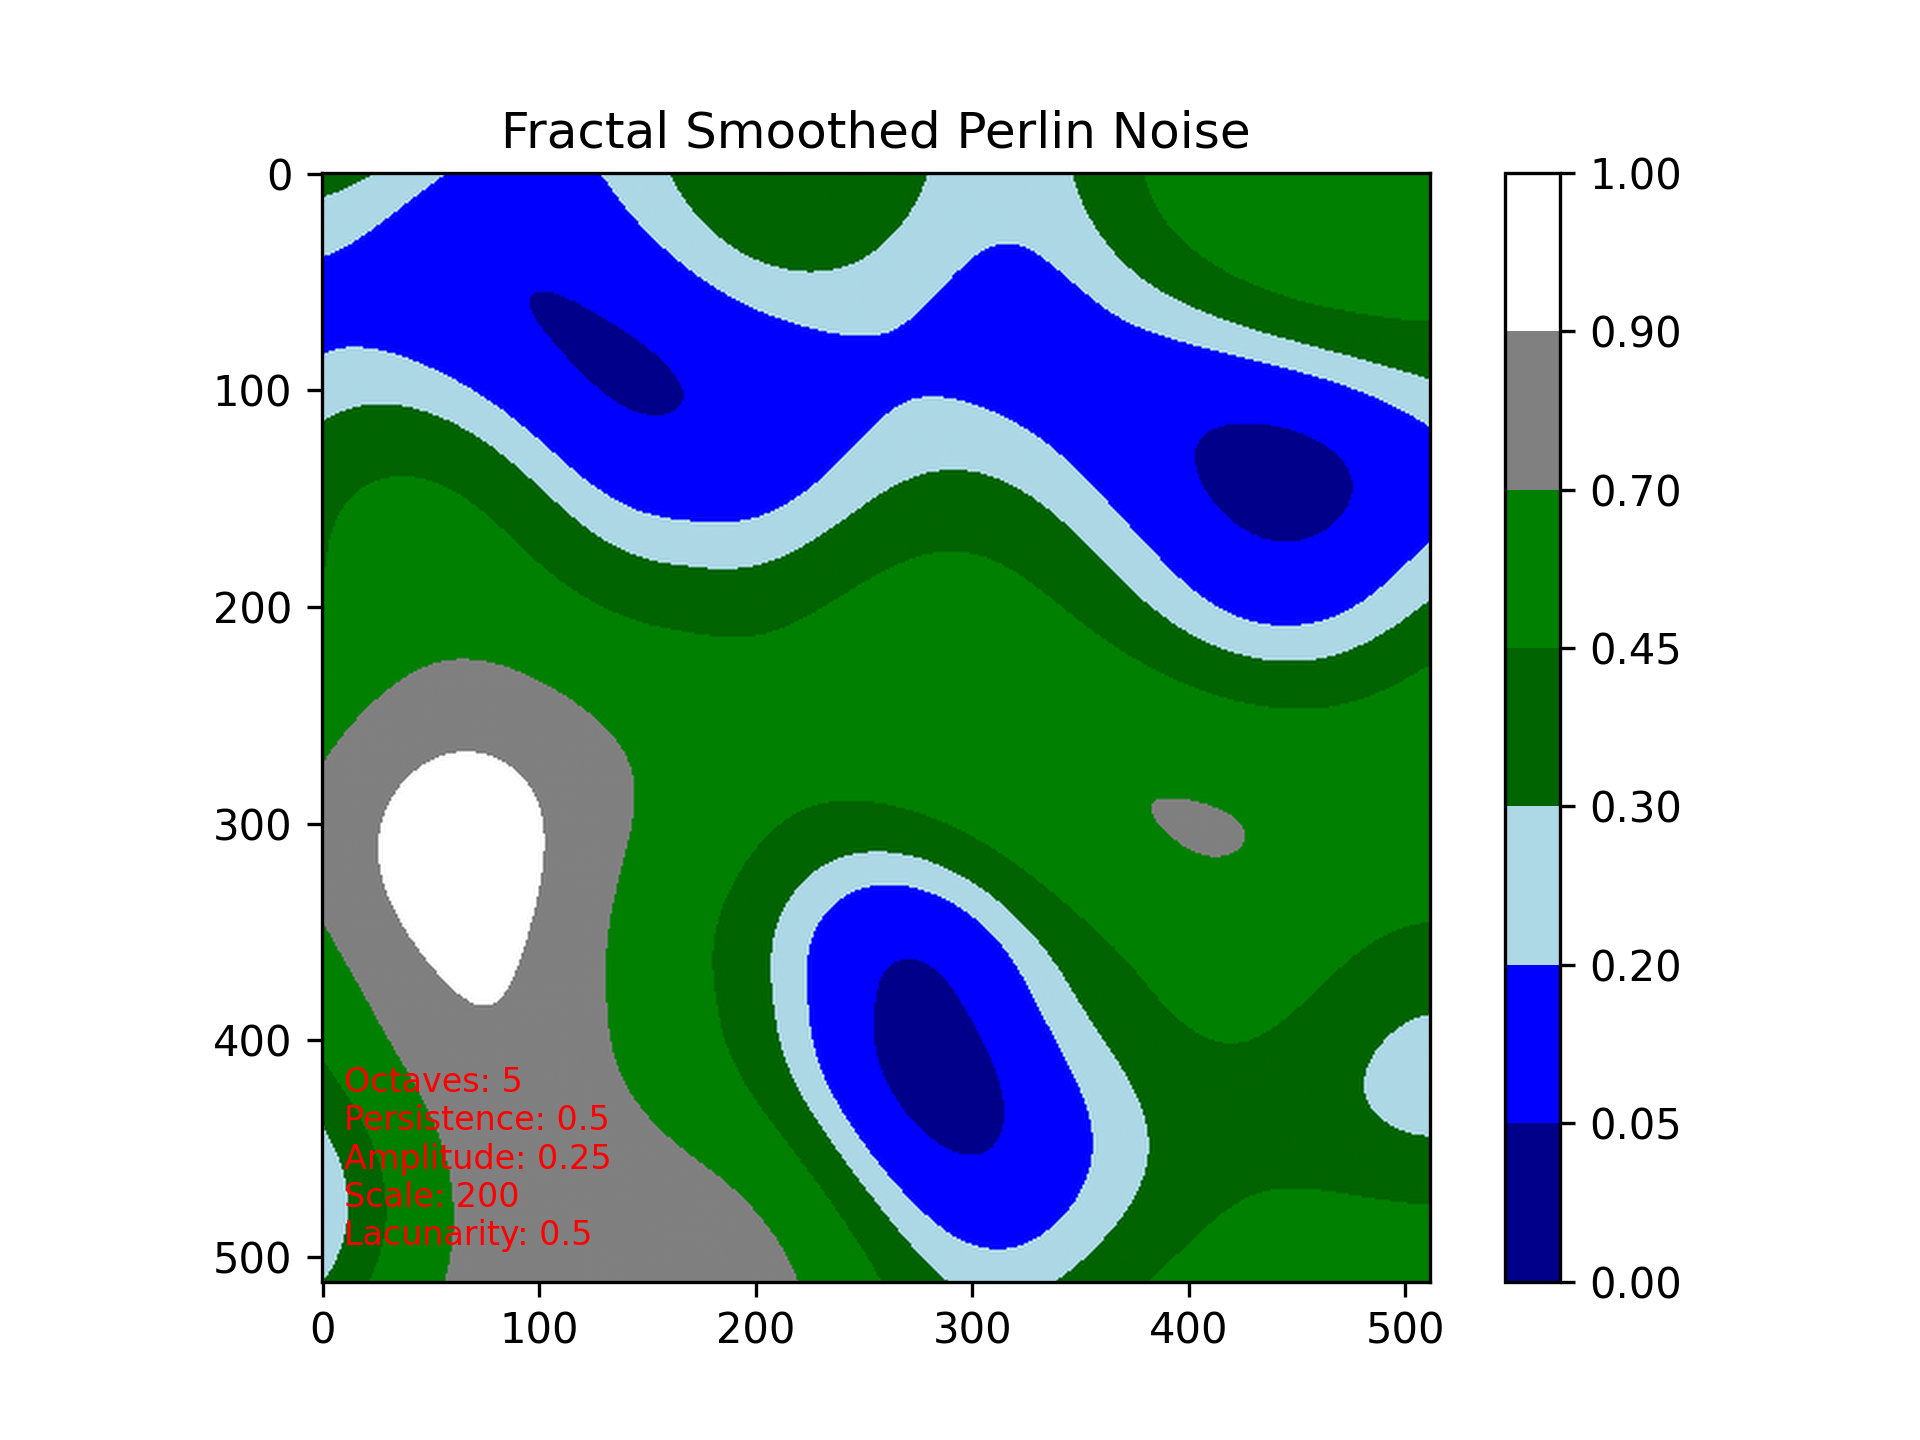 Fractal Smoothed Perlin Noise
0
100
200
300
400
500
0 100 200 300 400 500
Octaves: 5
Persistence: 0.5
Amplitude: 0.25
Scale: 200
Lacunarity: 0.5
1.00
0.90
0.70
0.45
0.30
0.20
0.05
0.00